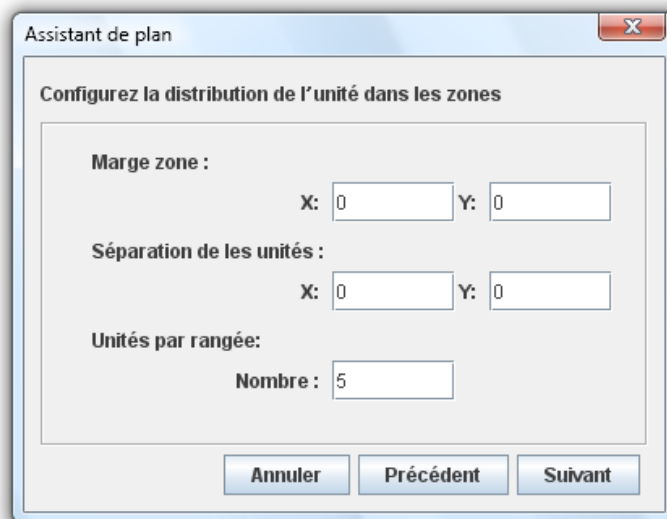 Assistant de plan
Configurez la distribution de l'unité dans les zones
Marge zone :
X: 0 Y: 0
Séparation de les unités :
X: 0 Y: 0
Unités par rangée:
Nombre : 5
Annuler Précédent Suivant